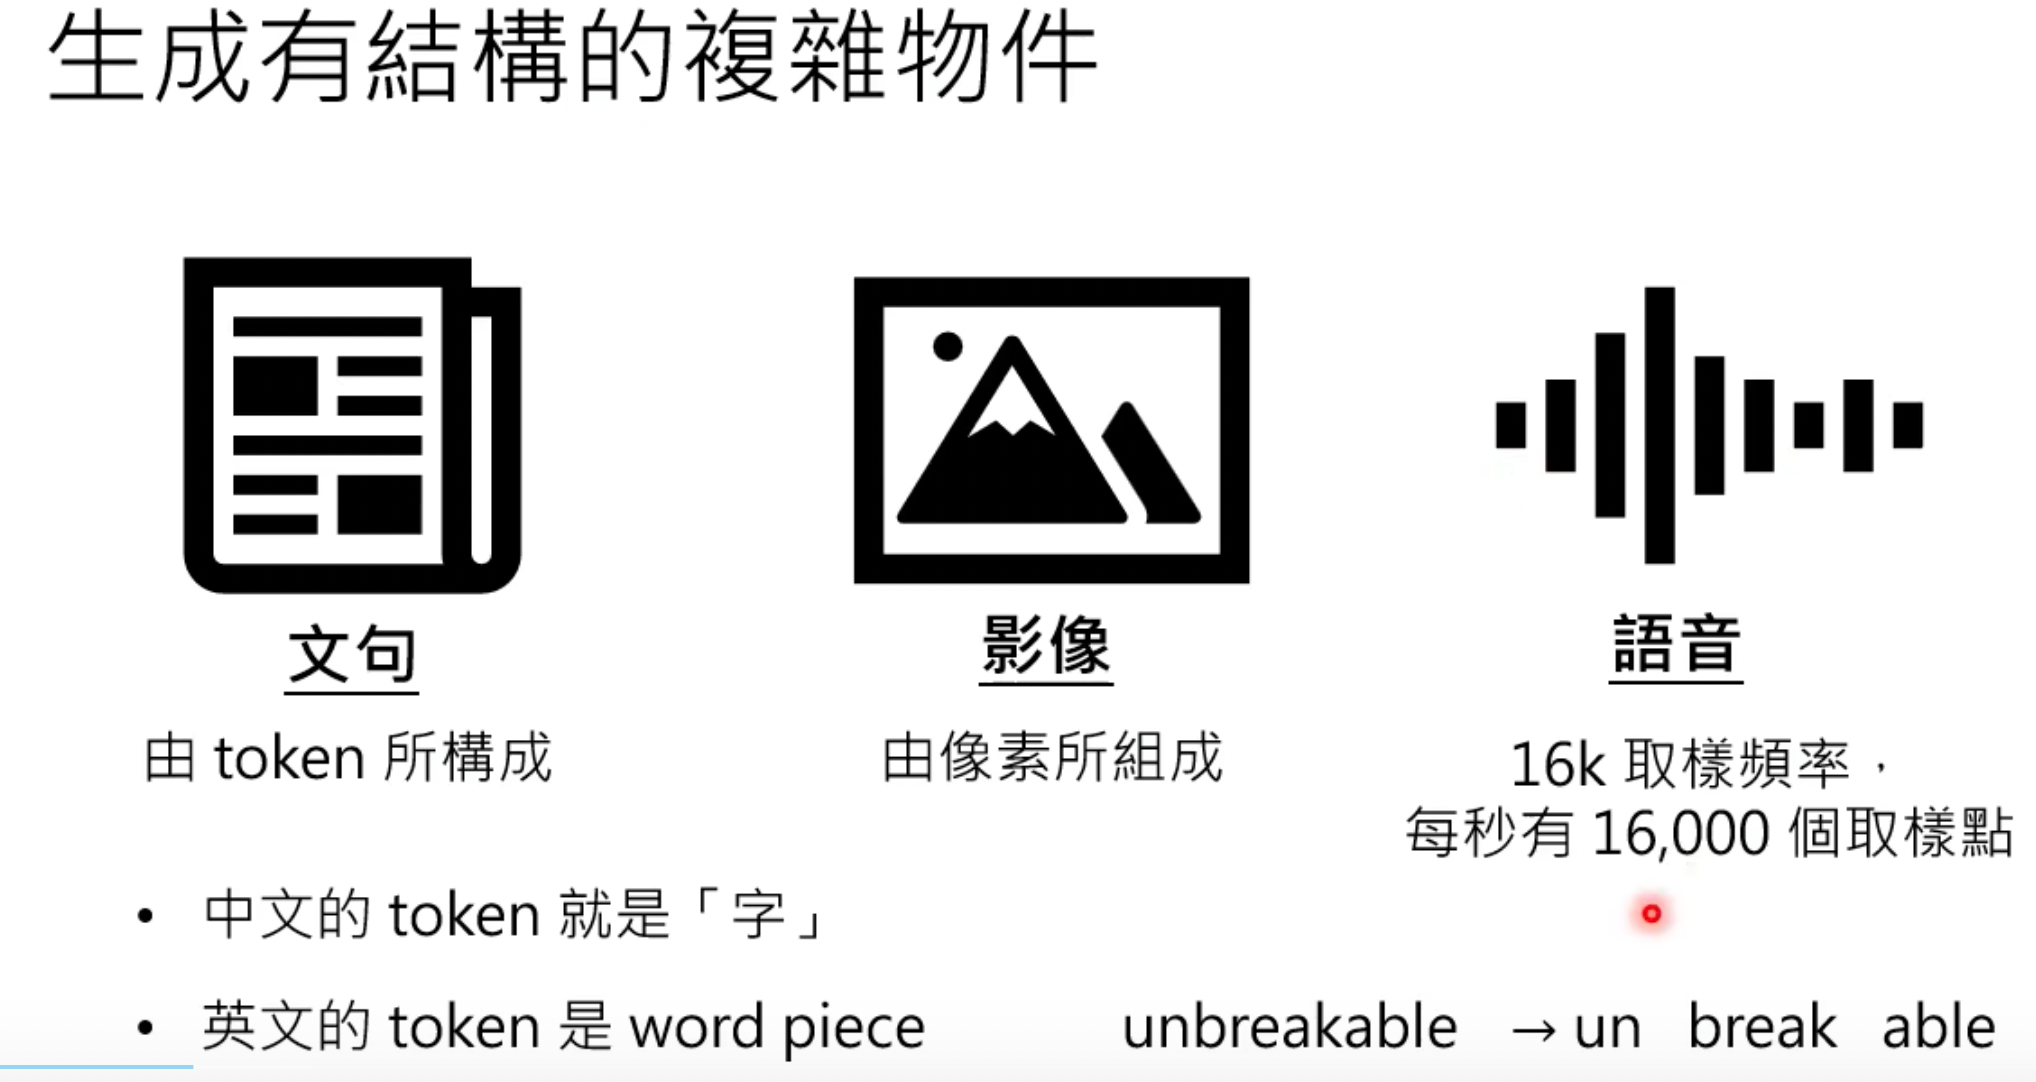 生成有結構的複雜物件
文句
影像
語音
由 token 所構成
由像素所組成
16k 取樣頻率，
每秒有 16,000 個取樣點
• 中文的 token 就是「字」
• 英文的 token 是 word piece
unbreakable → un break able